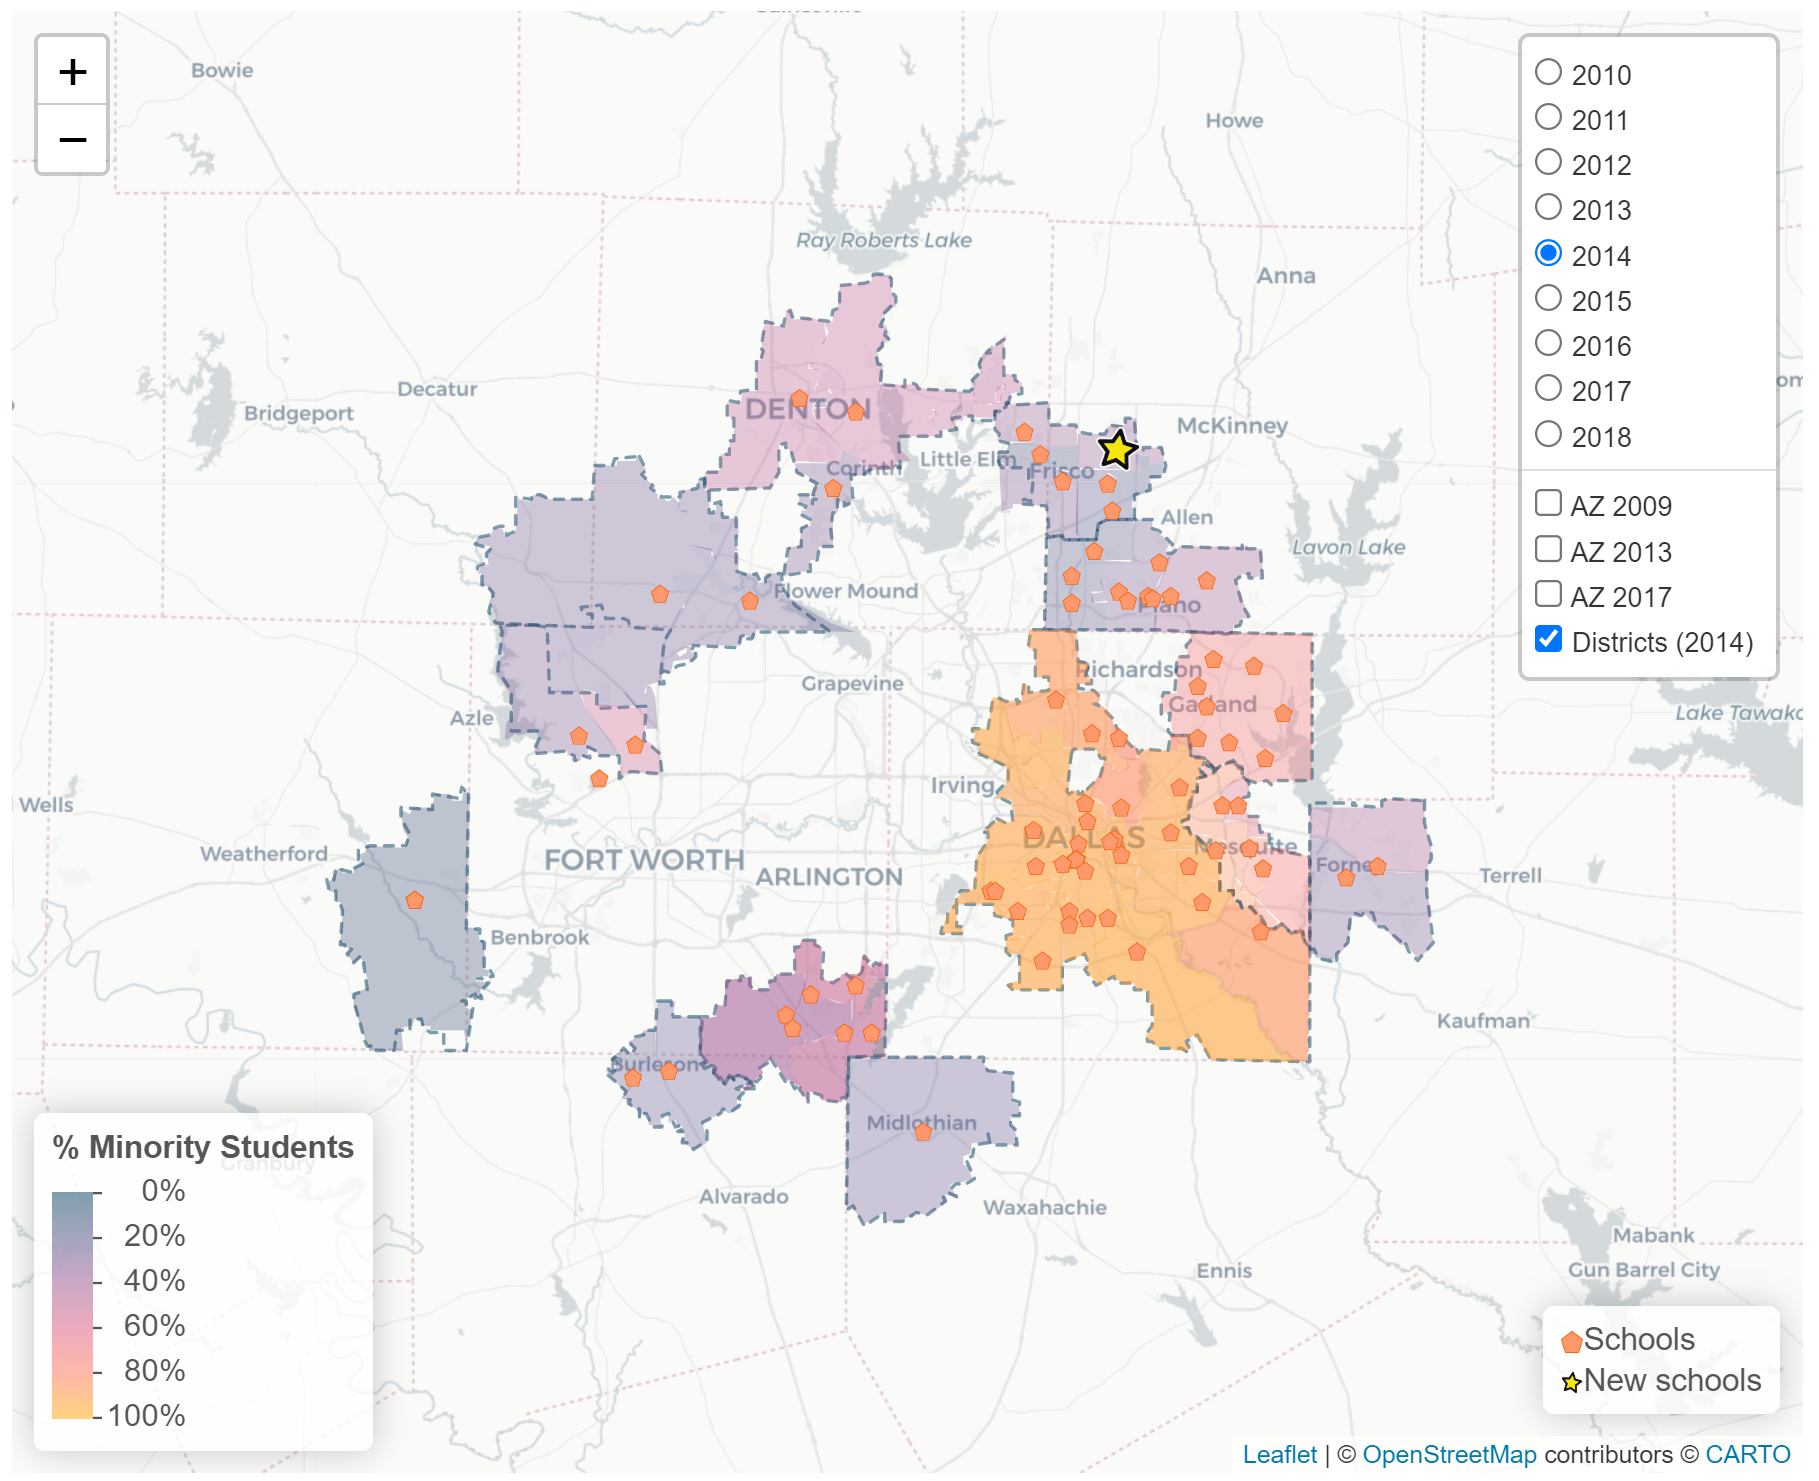 +
−
Bowie
Howe
Ray Roberts Lake
Anna
Decatur
Bridgeport
DENTON
McKinney
Corinth
Little Elm
Frisco
Allen
Lavon Lake
Flower Mound
Plano
Richardson
Grapevine
Garland
Azle
Irving
Wells
DALLAS
Mesquite
Weatherford
FORT WORTH
ARLINGTON
Terrell
Benbrook
Kaufman
Burleson
Midlothian
Granbury
Alvarado
Waxahachie
Mabank
Ennis
Gun Barrel City
2010
2011
2012
2013
2014
2015
2016
2017
2018
AZ 2009
AZ 2013
AZ 2017
Districts (2014)
% Minority Students
0%
20%
40%
60%
80%
100%
Schools
New schools
Leaflet | © OpenStreetMap contributors © CARTO